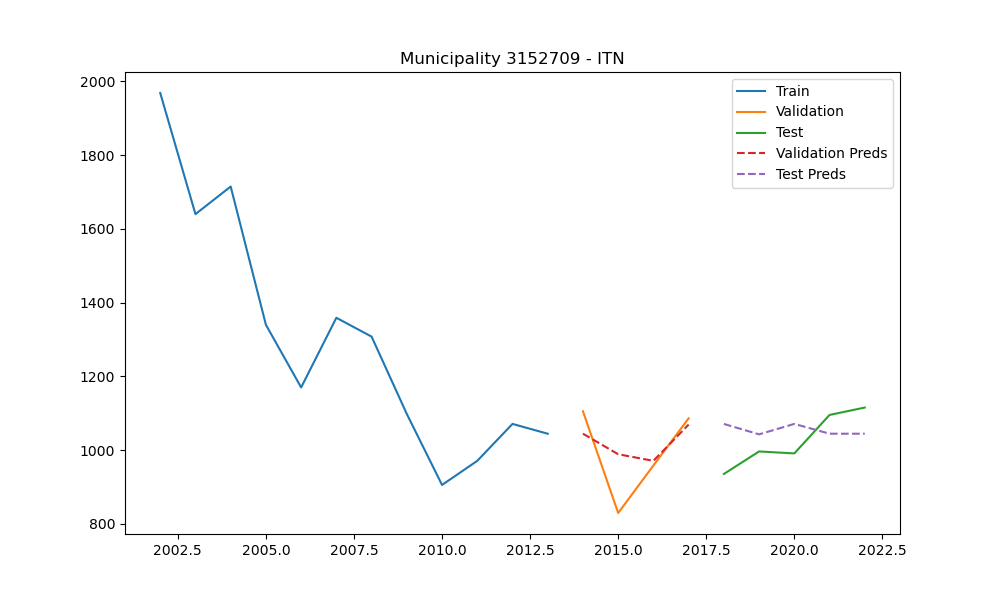 Municipality 3152709 - ITN
2000
1800
1600
1400
1200
1000
800
2002.5 2005.0 2007.5 2010.0 2012.5 2015.0 2017.5 2020.0 2022.5
Train
Validation
Test
Validation Preds
Test Preds